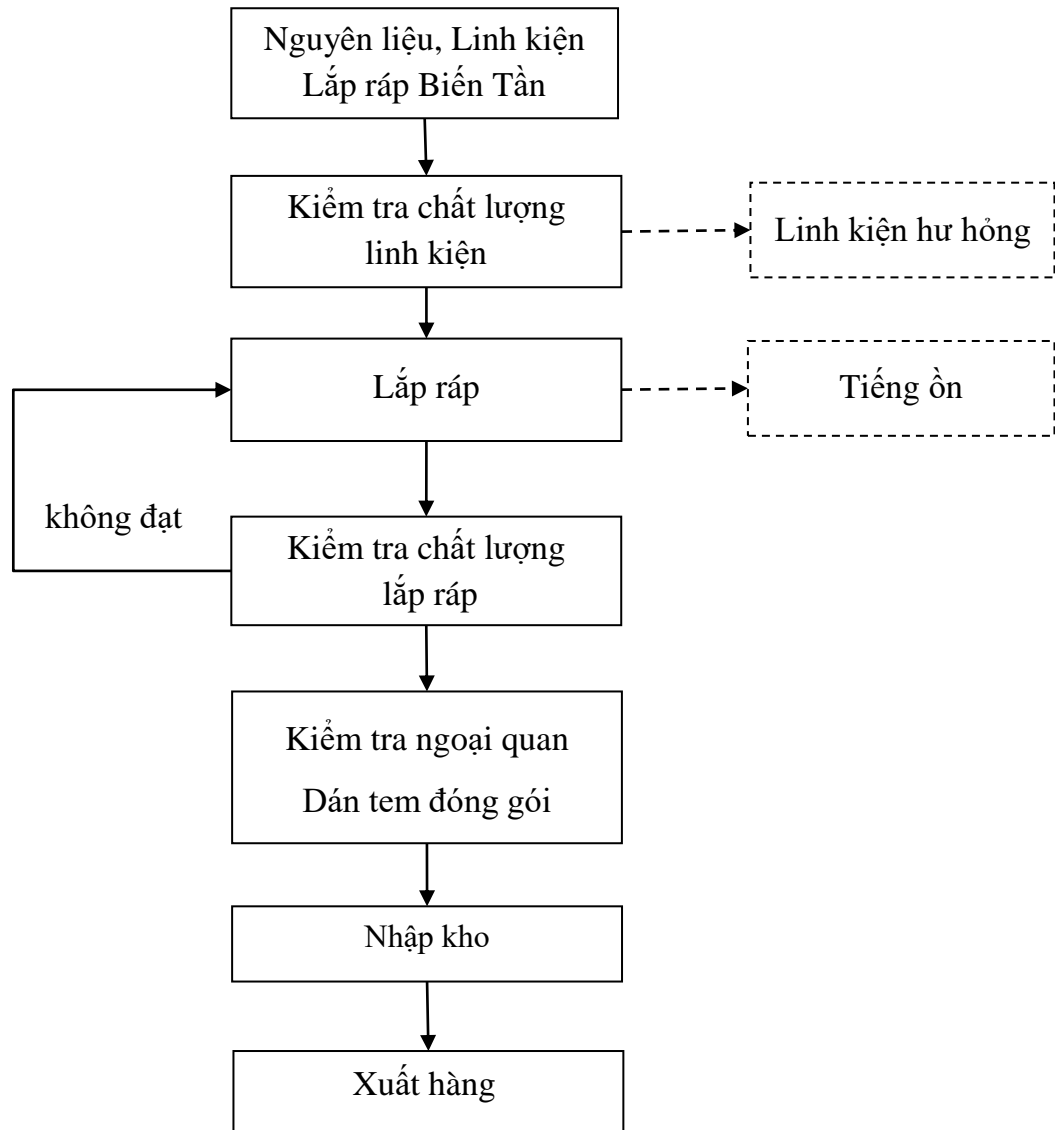 Nguyên liệu, Linh kiện
Lắp ráp Biến Tần
Kiểm tra chất lượng
linh kiện
Linh kiện hư hỏng
Lắp ráp
Tiếng ồn
không đạt
Kiểm tra chất lượng
lắp ráp
Kiểm tra ngoại quan
Dán tem đóng gói
Nhập kho
Xuất hàng